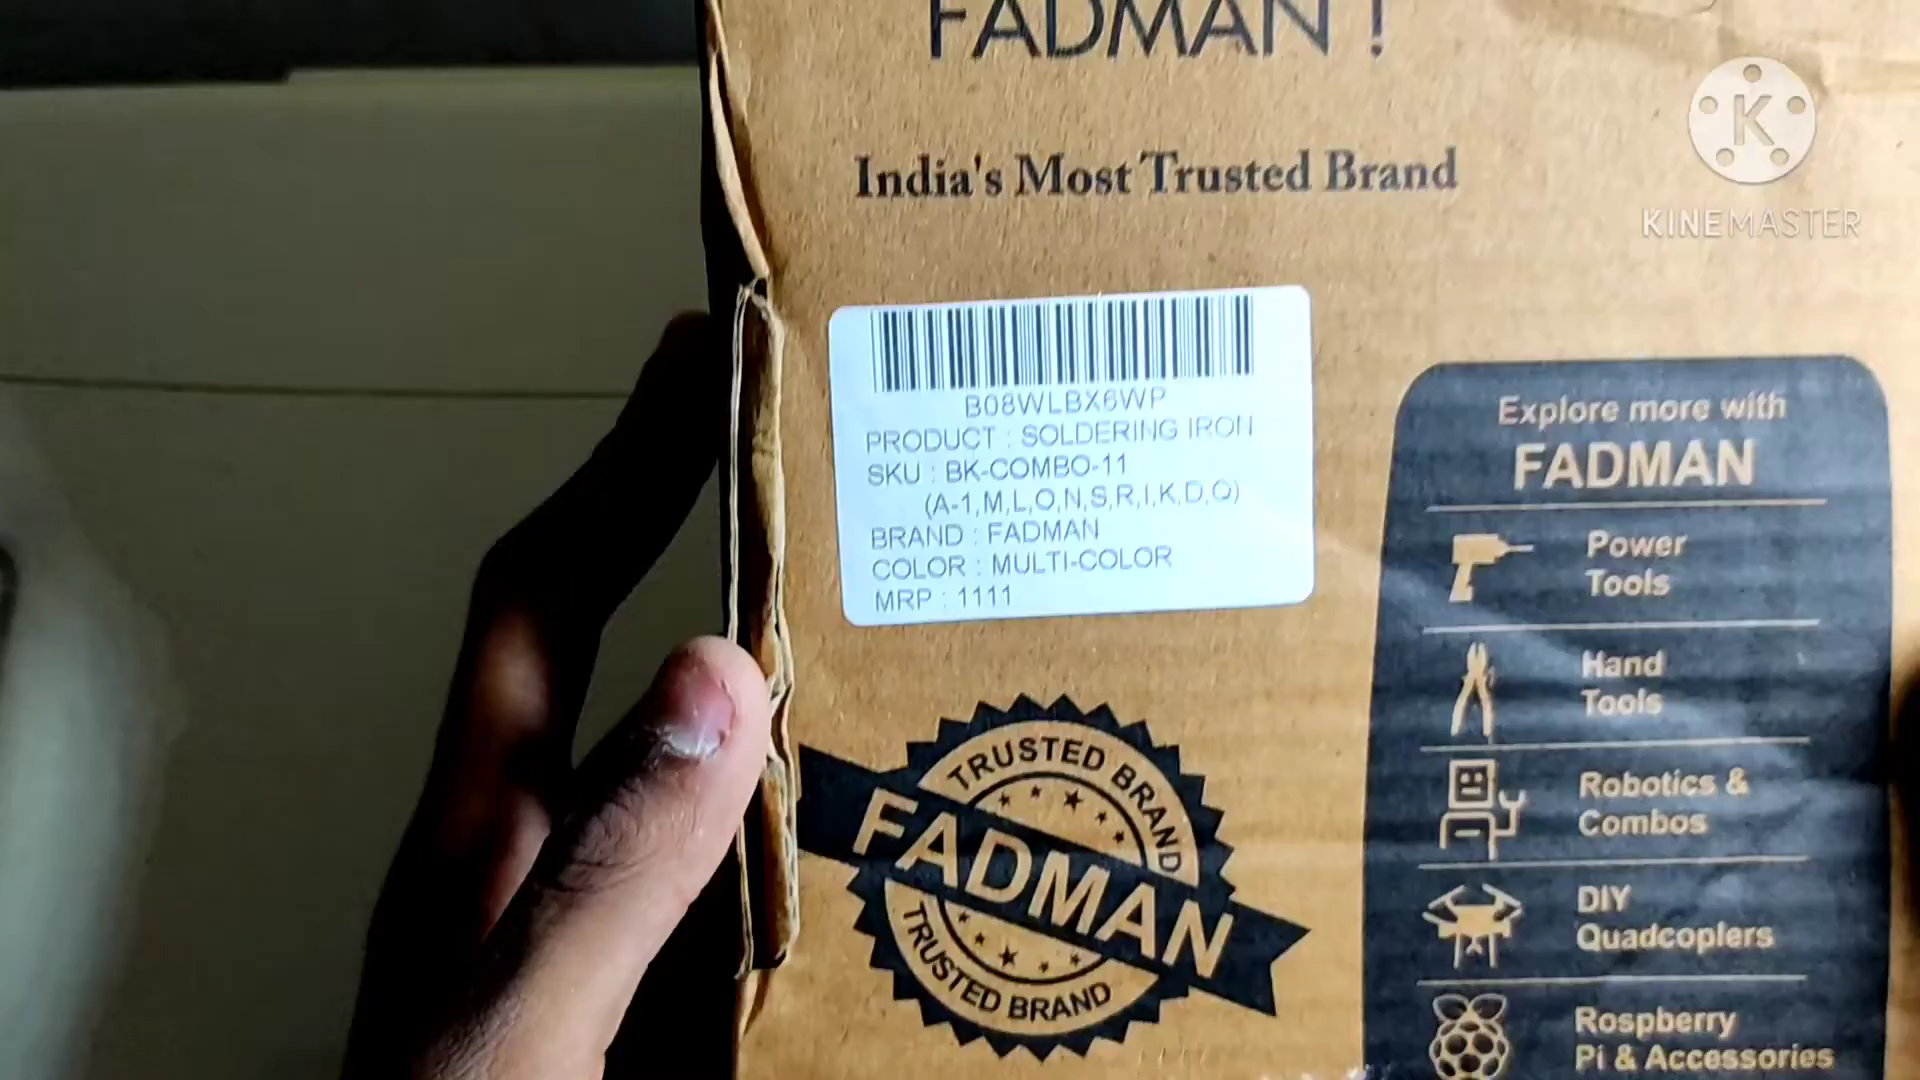 FADMAN !
India's Most Trusted Brand
B08WLBX6WP
PRODUCT : SOLDERING IRON
SKU : BK-COMBO-11
(A-1,M,L,O,N,S,R,I,K,D,Q)
BRAND : FADMAN
COLOR : MULTI-COLOR
MRP : 1111
TRUSTED BRAND
FADMAN
TRUSTED BRAND
Explore more with
FADMAN
Power
Tools
Hand
Tools
Robotics &
Combos
DIY
Quadcoplers
Rospberry
Pi & Accessories
K
KINEMASTER